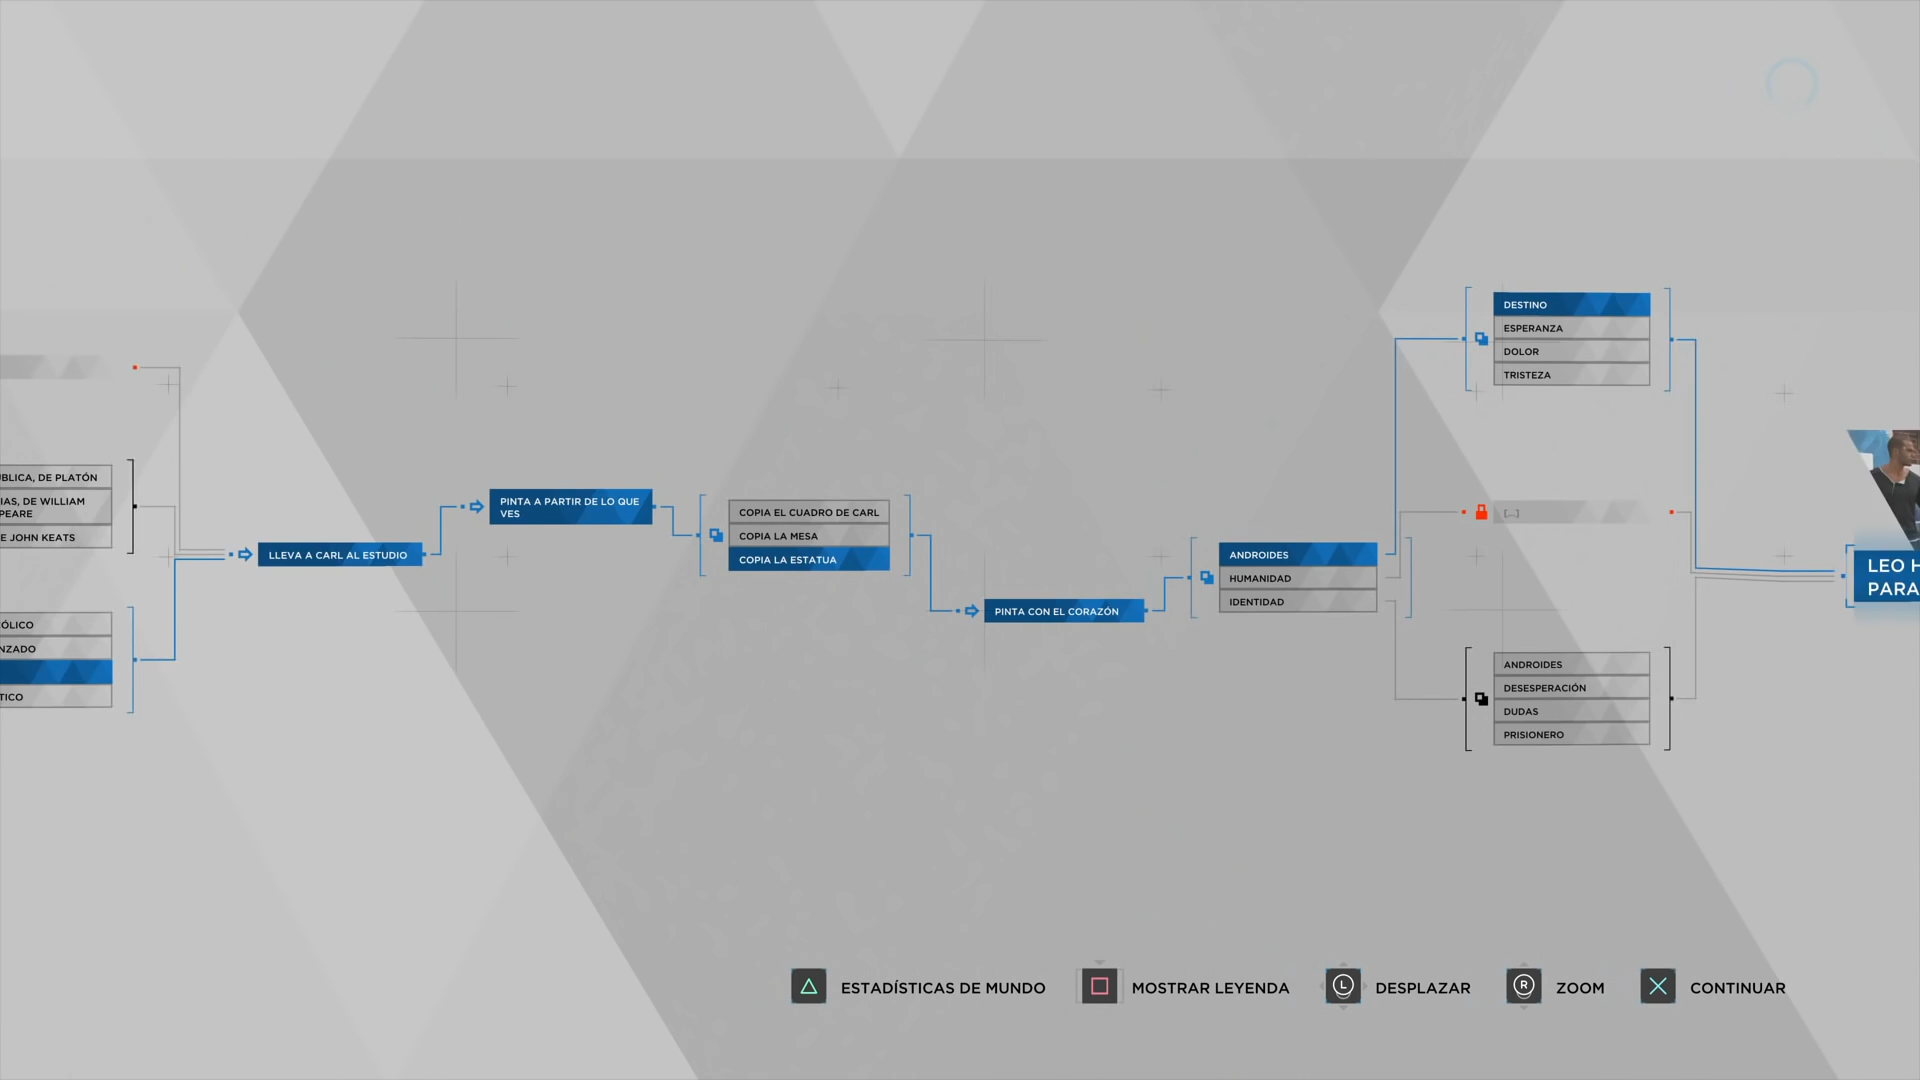 ÚBLICA, DE PLATÓN
IAS, DE WILLIAM
PEARE
E JOHN KEATS
ÓLICO
NZADO
TICO
LLEVA A CARL AL ESTUDIO
PINTA A PARTIR DE LO QUE
VES
COPIA EL CUADRO DE CARL
COPIA LA MESA
COPIA LA ESTATUA
PINTA CON EL CORAZÓN
ANDROIDES
HUMANIDAD
IDENTIDAD
DESTINO
ESPERANZA
DOLOR
TRISTEZA
[...]
ANDROIDES
DESESPERACIÓN
DUDAS
PRISIONERO
LEO H
PARA
ESTADÍSTICAS DE MUNDO
MOSTRAR LEYENDA
L
DESPLAZAR
R
ZOOM
CONTINUAR